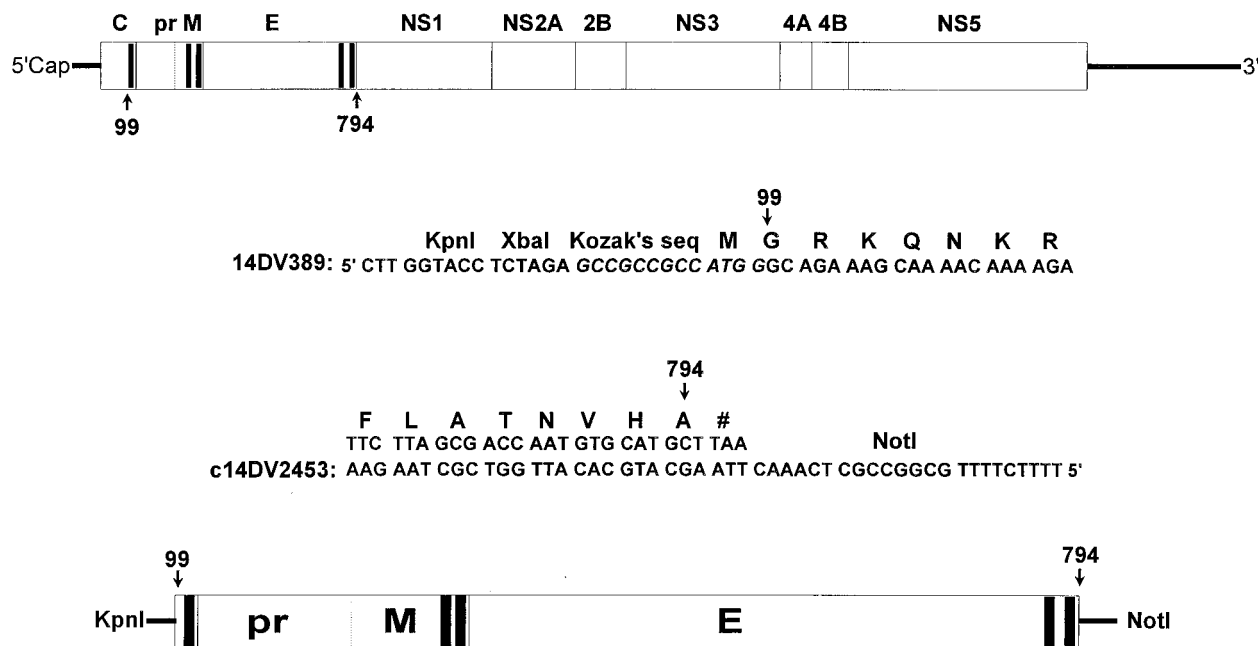 C pr M E NS1 NS2A 2B NS3 4A 4B NS5
5'Cap 3'
99 794
99
KpnI XbaI Kozak's seq M G R K Q N K R
14DV389: 5' CTT GGTACC TCTAGA GCCGCCGCC ATGG GGC AGA AAG CAA AAC AAA AGA
794
F L A T N V H A #
TTC TTA GCG ACC AAT GTG CAT GCT TAA NotI
c14DV2453: AAG AAT CGC TGG TTA CAC GTA CGA ATT CAAACT CGCCGGCG TTTTCTTTT 5'
99 794
KpnI pr M E NotI